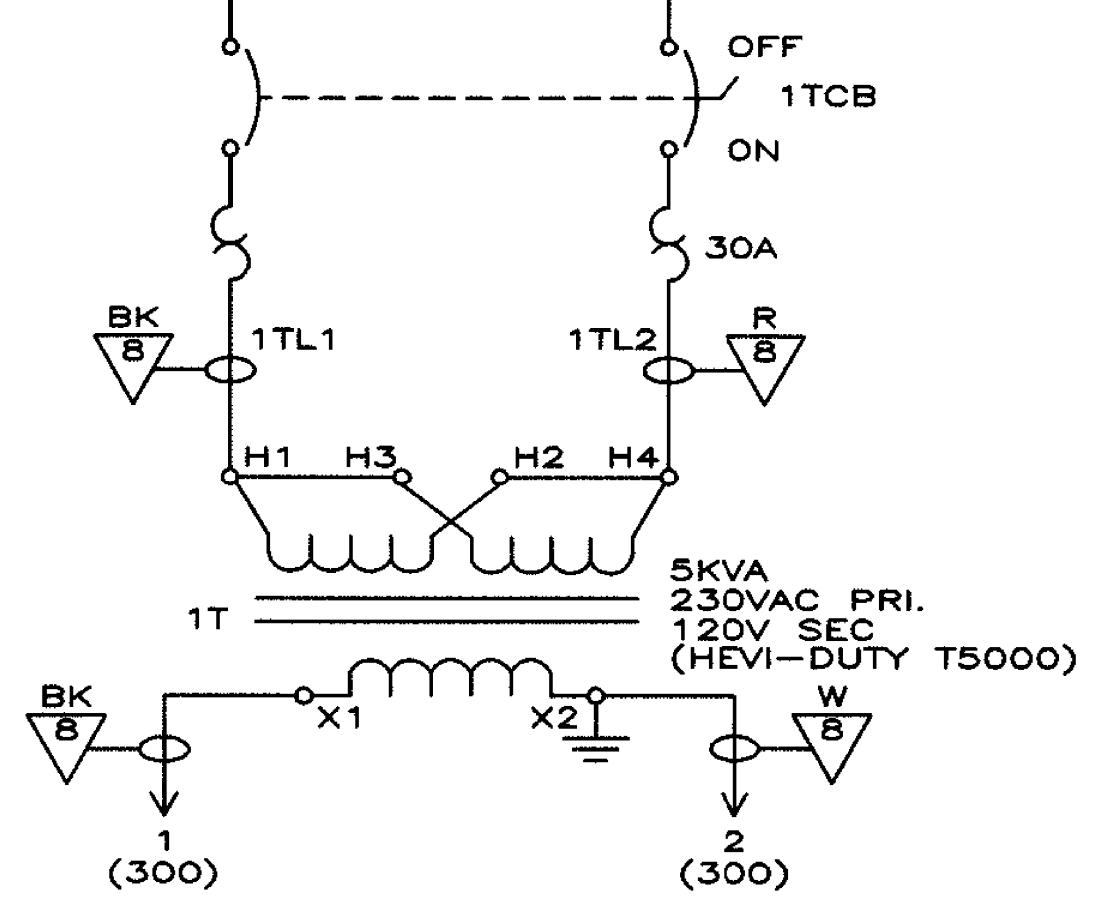 OFF
1TCB
ON
30A
BK
8
1TL1
1TL2
R
8
H1
H3
H2
H4
1T
5KVA
230VAC PRI.
120V SEC
(HEVI-DUTY T5000)
BK
8
X1
X2
W
8
1
(300)
2
(300)